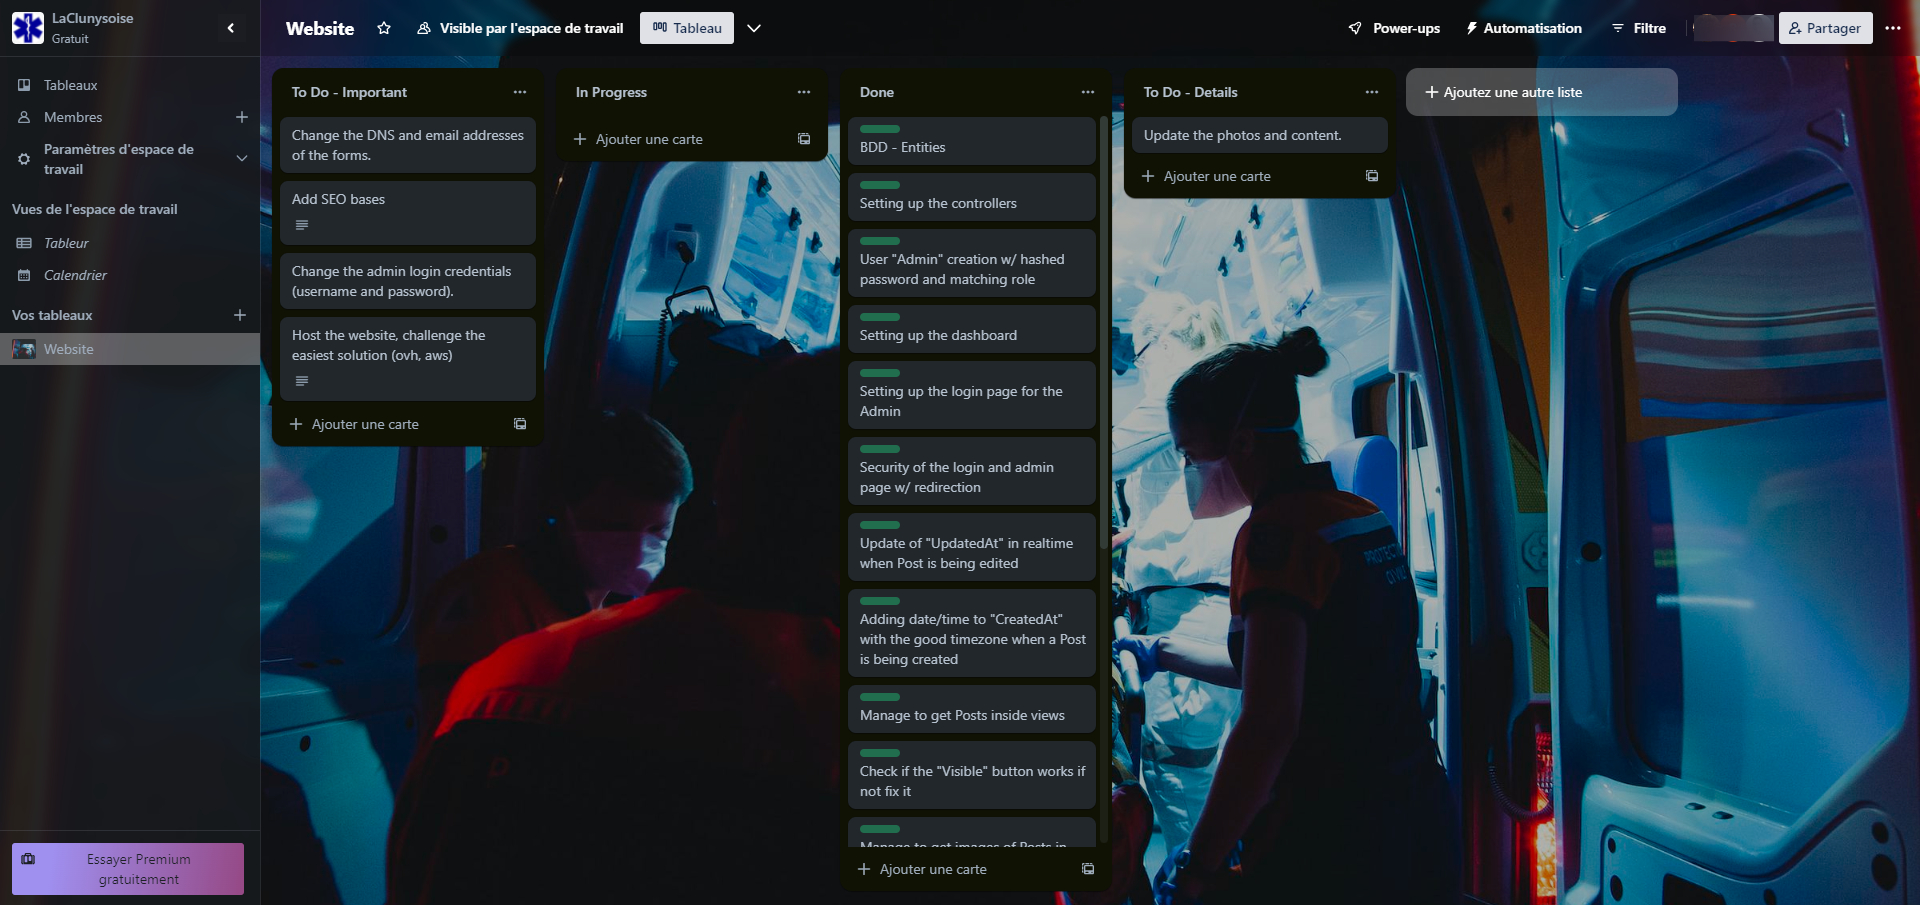 LaClunysoise
Gratuit
Tableaux
Membres
Paramètres d'espace de
travail
Vues de l'espace de travail
Tableur
Calendrier
Vos tableaux
Website
Essayer Premium
gratuitement
Website
Visible par l'espace de travail
Tableau
Power-ups
Automatisation
Filtre
Partager
To Do - Important
Change the DNS and email addresses
of the forms.
Add SEO bases
Change the admin login credentials
(username and password).
Host the website, challenge the
easiest solution (ovh, aws)
Ajouter une carte
In Progress
Ajouter une carte
Done
BDD - Entities
Setting up the controllers
User "Admin" creation w/ hashed
password and matching role
Setting up the dashboard
Setting up the login page for the
Admin
Security of the login and admin
page w/ redirection
Update of "UpdatedAt" in realtime
when Post is being edited
Adding date/time to "CreatedAt"
with the good timezone when a Post
is being created
Manage to get Posts inside views
Check if the "Visible" button works if
not fix it
Manage to get images of Posts in
Ajouter une carte
To Do - Details
Update the photos and content.
Ajouter une carte
Ajoutez une autre liste